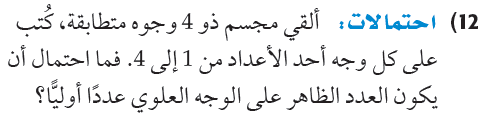 (12 احتمالات: ألقي مجسم ذو 4 وجوه متطابقة، كُتب
على كل وجه أحد الأعداد من 1 إلى 4. فما احتمال أن
يكون العدد الظاهر على الوجه العلوي عددًا أوليًّا؟